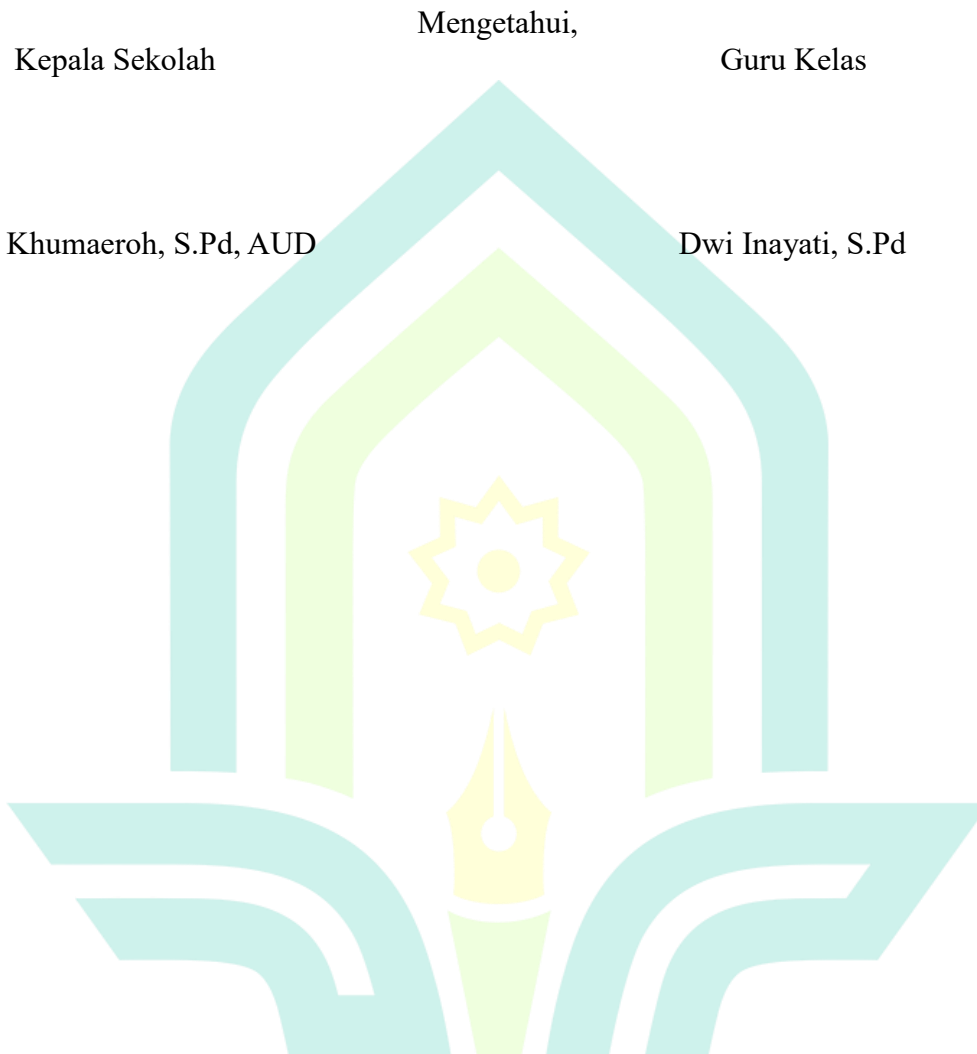 Mengetahui,
Kepala Sekolah Guru Kelas
Khumaeroh, S.Pd, AUD Dwi Inayati, S.Pd